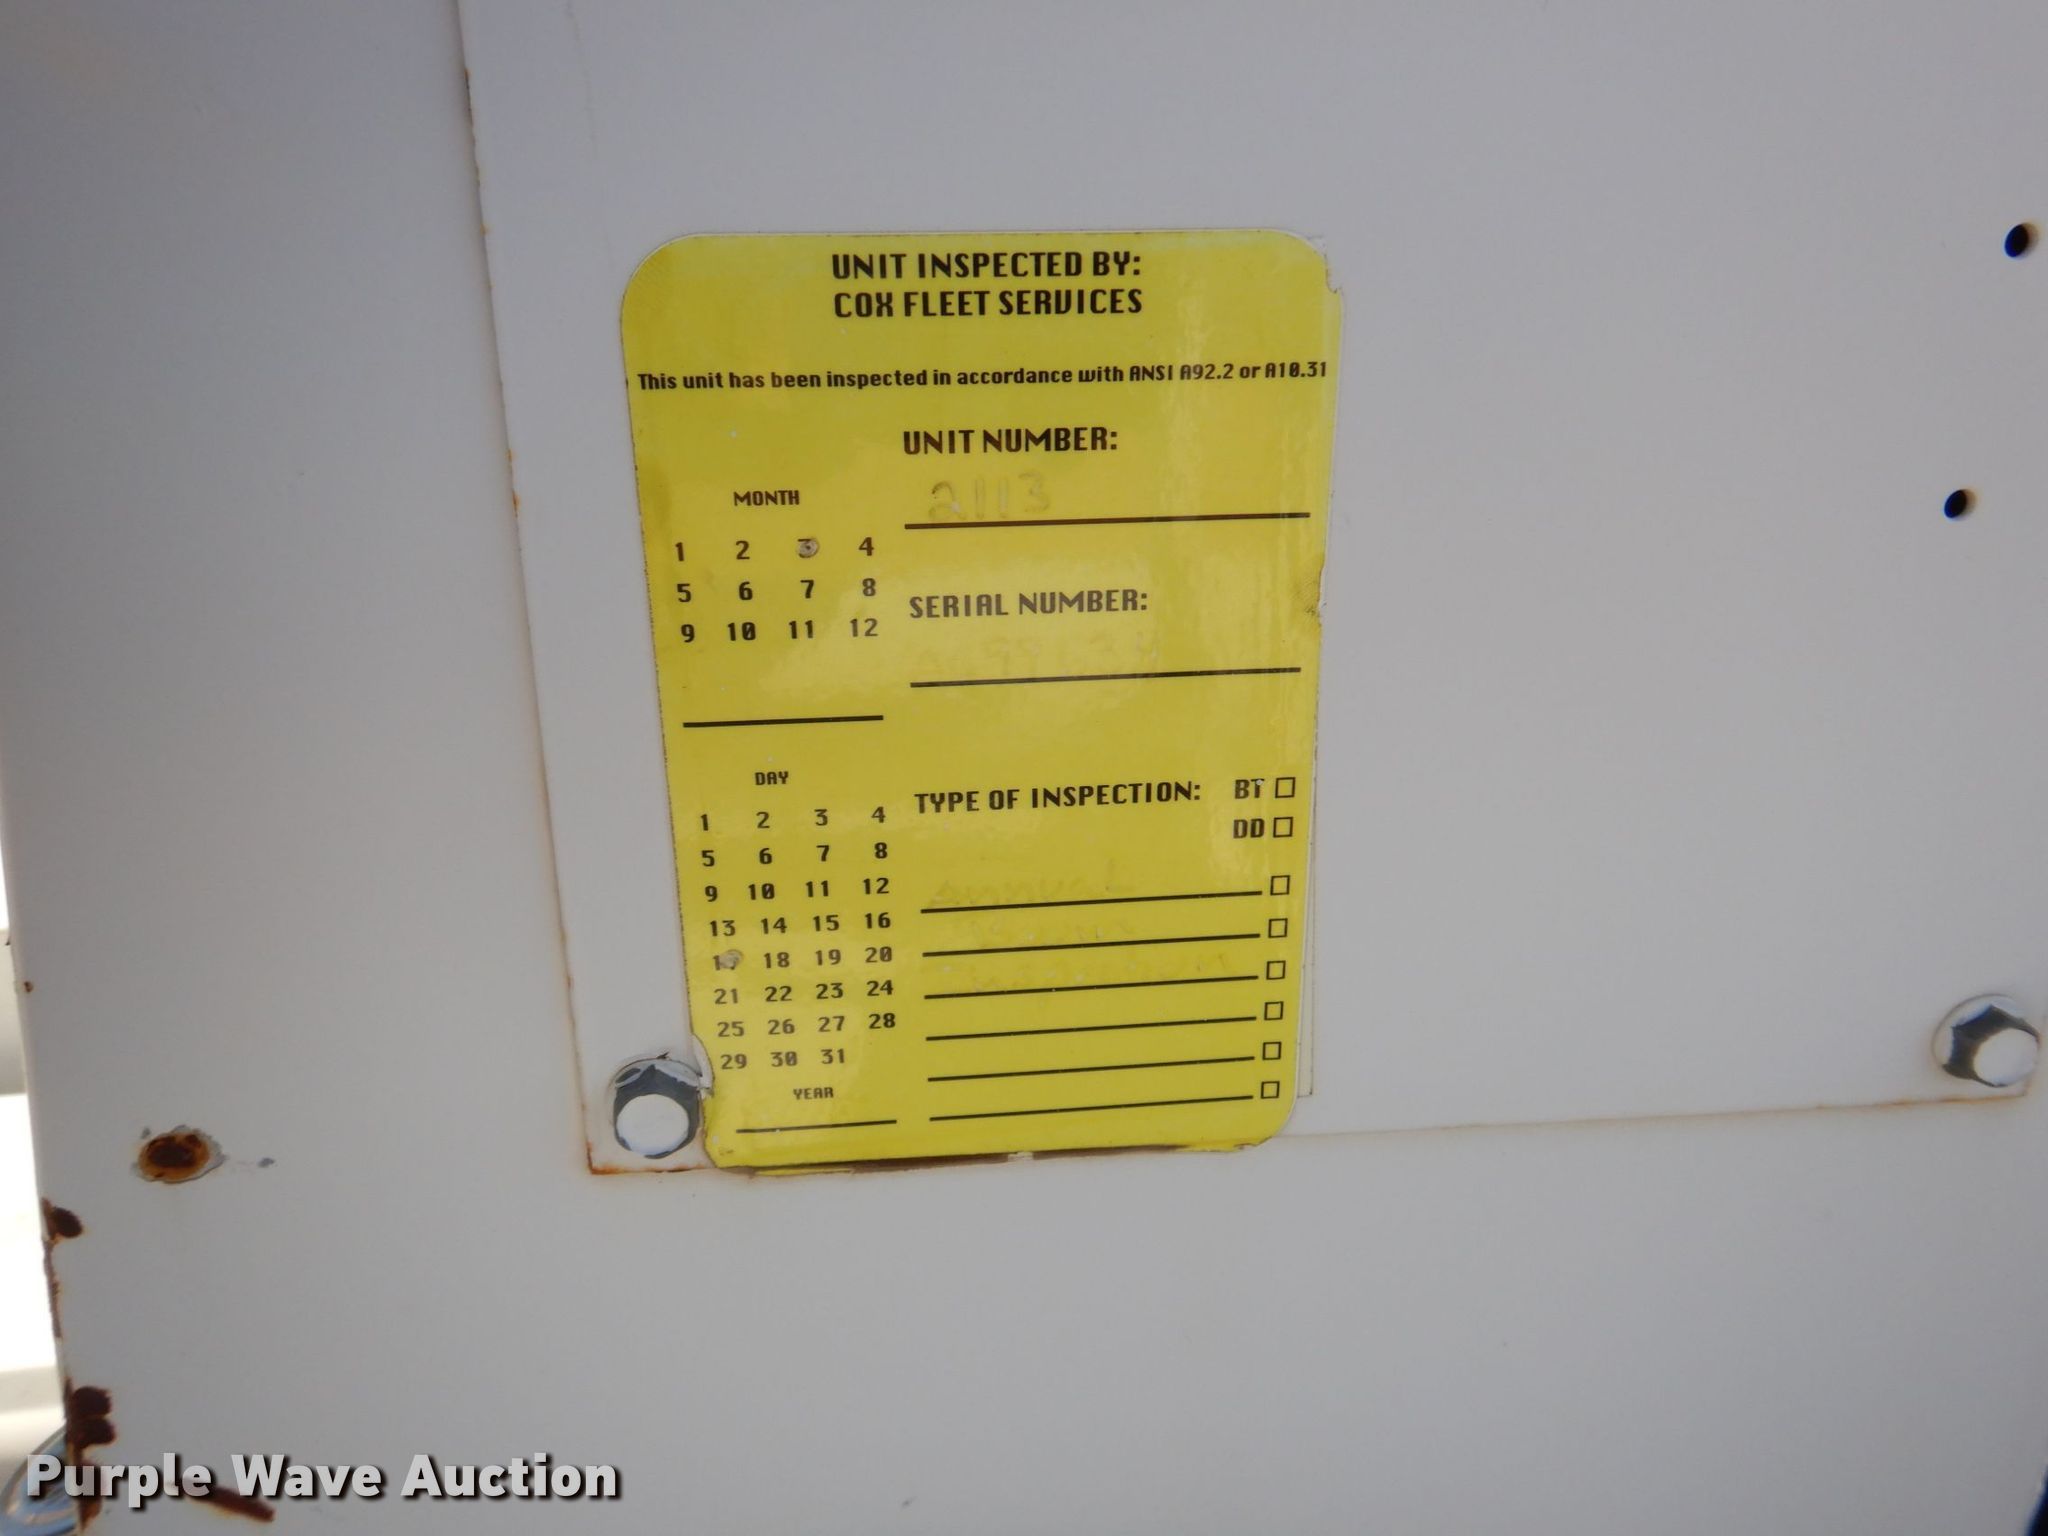 UNIT INSPECTED BY:
COX FLEET SERVICES
This unit has been inspected in accordance with ANSI A92.2 or A10.31
UNIT NUMBER:
2113
MONTH
1 2 3 4
5 6 7 8
9 10 11 12
SERIAL NUMBER:
DAY
1 2 3 4
5 6 7 8
9 10 11 12
13 14 15 16
17 18 19 20
21 22 23 24
25 26 27 28
29 30 31
YEAR
TYPE OF INSPECTION: BT
DD
Purple Wave Auction